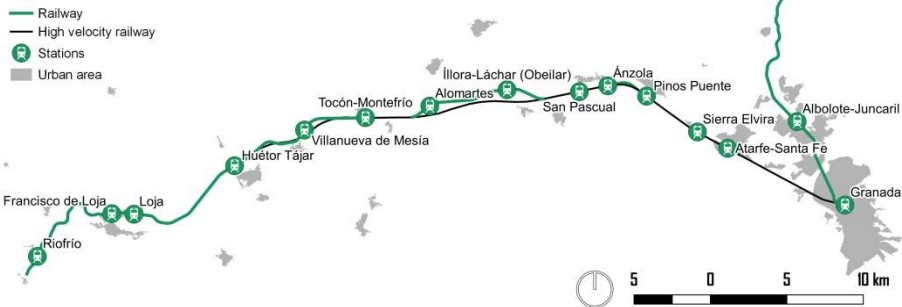 Railway
High velocity railway
Stations
Urban area
Íllora-Láchar (Obeilar)
Ánzola
Tocón-Montefrío
Alomartes
Pinos Puente
San Pascual
Albolote-Juncaril
Sierra Elvira
Villanueva de Mesía
Atarfe-Santa Fe
Huétor Tájar
Granada
Francisco de Loja
Loja
Riofrío
5 0 5 10 km